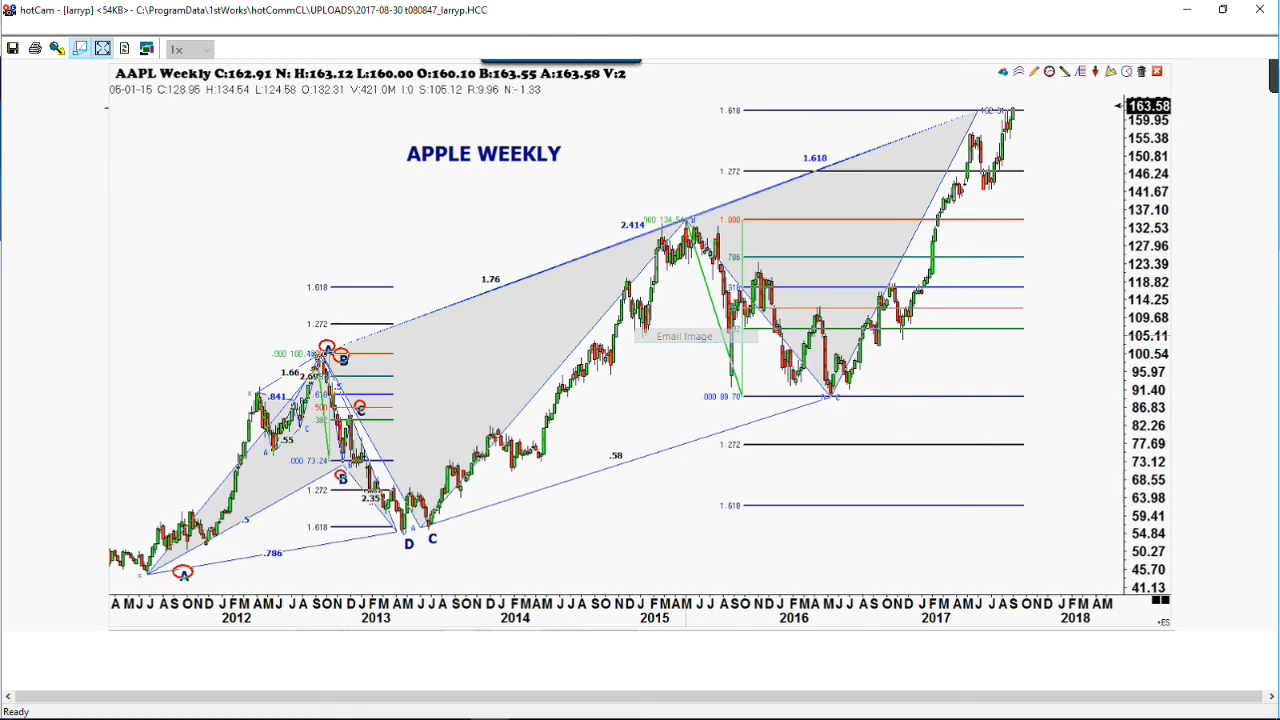 hotCam - [larryp] <54KB> - C:\ProgramData\1stWorks\hotCommCL\UPLOADS\2017-08-30 t080847_larryp.HCC
1x
AAPL Weekly C:162.91 N: H:163.12 L:160.00 O:160.10 B:163.55 A:163.58 V:2
05-01-15 C:128.95 H:134.54 L:124.58 O:132.31 V:421.0M I:0 S:105.12 R:9.96 N:-1.33
APPLE WEEKLY
163.58
159.95
155.38
150.81
146.24
141.67
137.10
132.53
127.96
123.39
118.82
114.25
109.68
105.11
100.54
95.97
91.40
86.83
82.26
77.69
73.12
68.55
63.98
59.41
54.84
50.27
45.70
41.13
1.618
1.618
1.272
2.414
1.000
B
.786
1.76
1.618
1.272
Email Image
A
B
1.66
.841
C
.55
.000 73.24
B
1.272
2.35
1.618
.5
.786
A
D
C
X
X
.58
.000 89.70
C
1.272
1.618
A M J J A S O N D J F M A M J J A S O N D J F M A M J J A S O N D J F M A M J J A S O N D J F M A M J J A S O N D J F M A M J J A S O N D J F M A M J J A S O N D J F M A M
2012 2013 2014 2015 2016 2017 2018
+ES
Ready